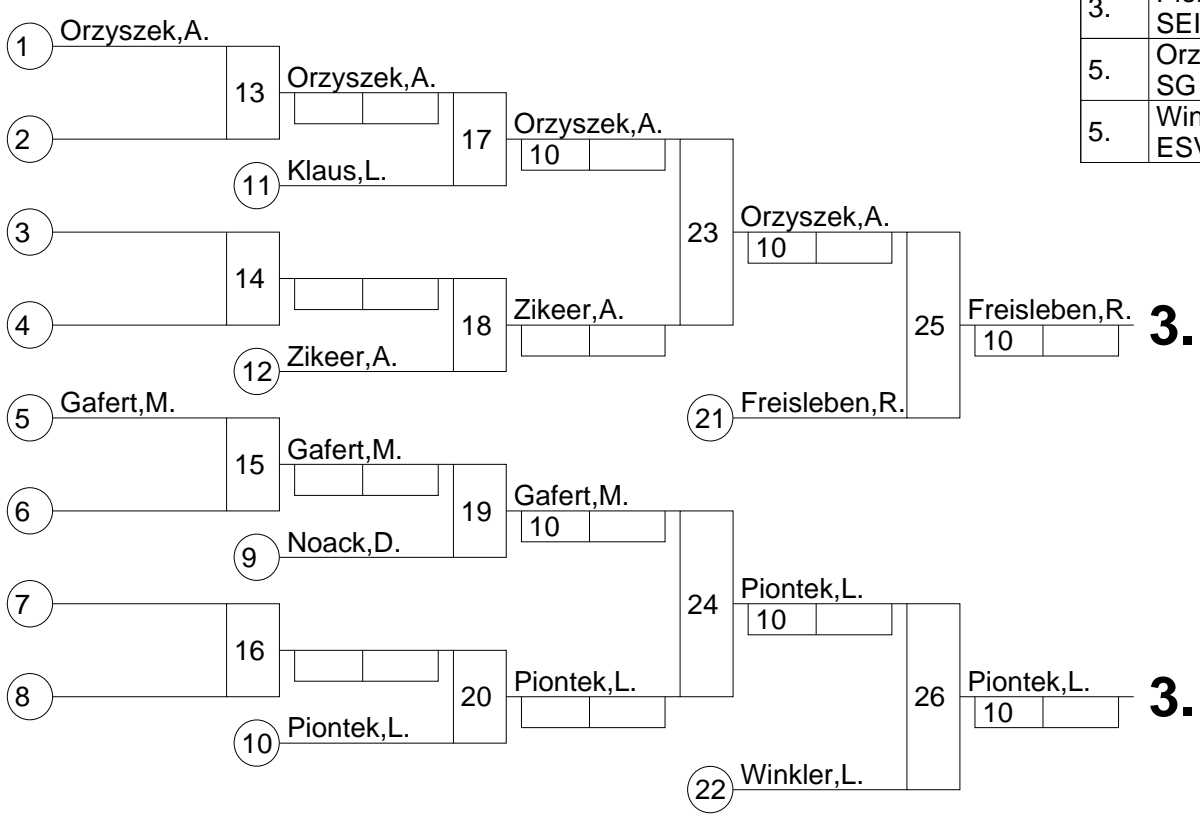 3.
SEI
5.
Orz
SG
5.
Win
ESV
1 Orzyszek,A.
13
Orzyszek,A.
2
17
Orzyszek,A.
10
11 Klaus,L.
3
23
Orzyszek,A.
10
14
4
18
Zikeer,A.
12 Zikeer,A.
25
Freisleben,R.
10
3.
5 Gafert,M.
21 Freisleben,R.
15
Gafert,M.
6
19
Gafert,M.
10
9 Noack,D.
7
24
Piontek,L.
10
16
8
20
Piontek,L.
10 Piontek,L.
26
Piontek,L.
10
3.
22 Winkler,L.